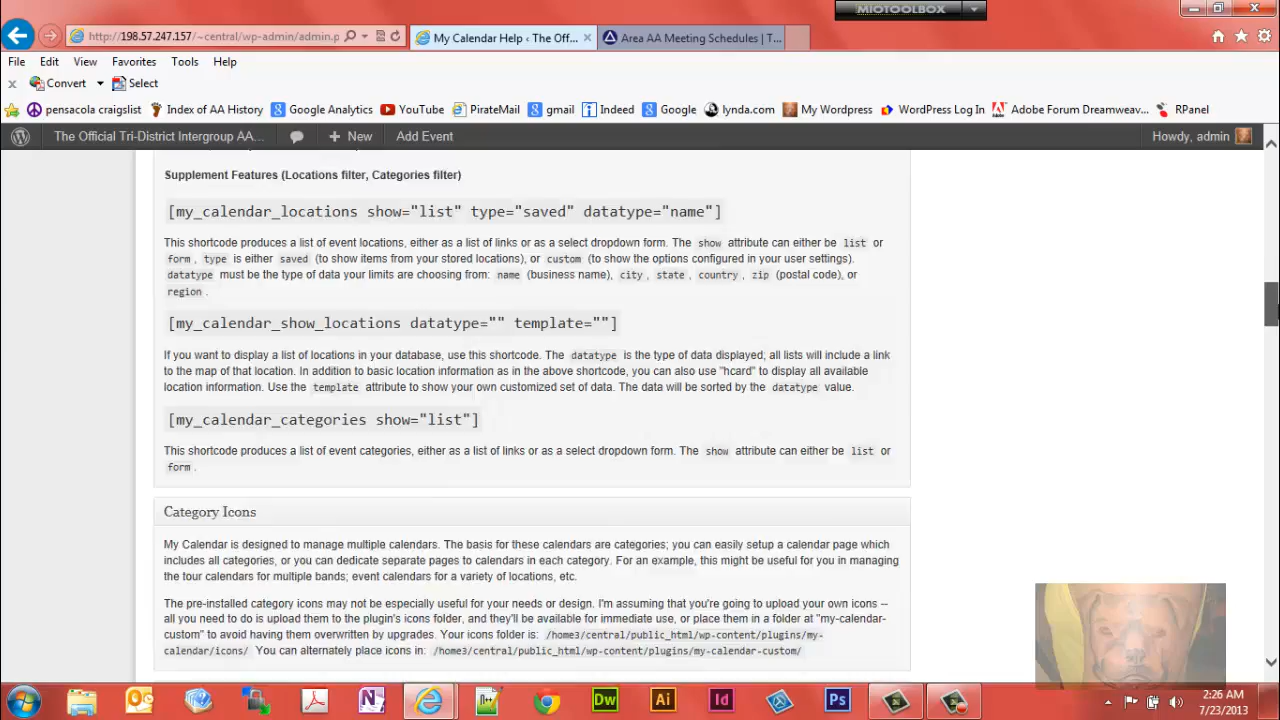 MIOTOOLBOX
http://198.57.247.157/~central/wp-admin/admin.p
My Calendar Help ‹ The Off...
Area AA Meeting Schedules | T...
File Edit View Favorites Tools Help
x Convert Select
pensacola craigslist Index of AA History Google Analytics YouTube PirateMail gmail Indeed Google lynda.com My Wordpress WordPress Log In Adobe Forum Dreamweav... RPanel
The Official Tri-District Intergroup AA... + New Add Event Howdy, admin
Supplement Features (Locations filter, Categories filter)
[my_calendar_locations show="list" type="saved" datatype="name"]
This shortcode produces a list of event locations, either as a list of links or as a select dropdown form. The show attribute can either be list or
form, type is either saved (to show items from your stored locations), or custom (to show the options configured in your user settings).
datatype must be the type of data your limits are choosing from: name (business name), city, state, country, zip (postal code), or
region.
[my_calendar_show_locations datatype="" template=""]
If you want to display a list of locations in your database, use this shortcode. The datatype is the type of data displayed; all lists will include a link
to the map of that location. In addition to basic location information as in the above shortcode, you can also use "hcard" to display all available
location information. Use the template attribute to show your own customized set of data. The data will be sorted by the datatype value.
[my_calendar_categories show="list"]
This shortcode produces a list of event categories, either as a list of links or as a select dropdown form. The show attribute can either be list or
form.
Category Icons
My Calendar is designed to manage multiple calendars. The basis for these calendars are categories; you can easily setup a calendar page which
includes all categories, or you can dedicate separate pages to calendars in each category. For an example, this might be useful for you in managing
the tour calendars for multiple bands; event calendars for a variety of locations, etc.
The pre-installed category icons may not be especially useful for your needs or design. I'm assuming that you're going to upload your own icons --
all you need to do is upload them to the plugin's icons folder, and they'll be available for immediate use, or place them in a folder at "my-calendar-
custom" to avoid having them overwritten by upgrades. Your icons folder is: /home3/central/public_html/wp-content/plugins/my-
calendar/icons/ You can alternately place icons in: /home3/central/public_html/wp-content/plugins/my-calendar-custom/
Dw Ai Id Ps
2:26 AM
7/23/2013